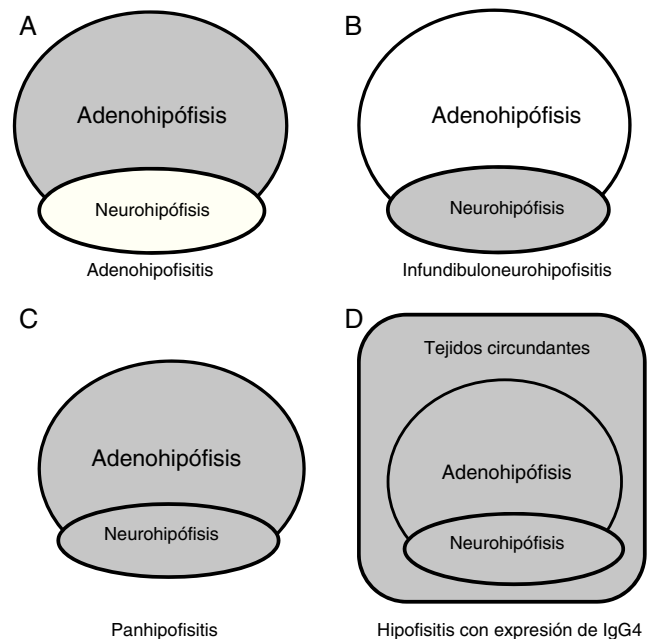 A
Adenohipófisis
Neurohipófisis
Adenohipofisitis
B
Adenohipófisis
Neurohipófisis
Infundibuloneurohipofisitis
C
Adenohipófisis
Neurohipófisis
Panhipofisitis
D
Tejidos circundantes
Adenohipófisis
Neurohipófisis
Hipofisitis con expresión de IgG4